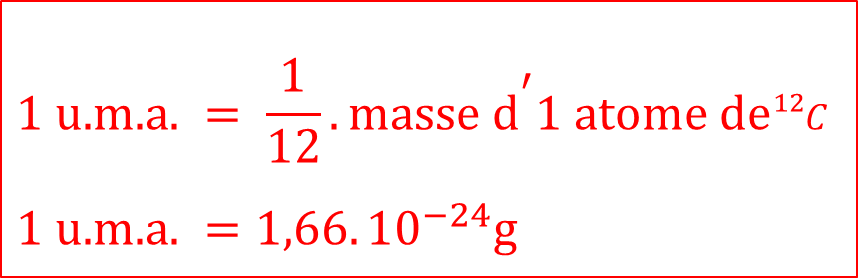 1 u.m.a. = 1/12 . masse d'1 atome de ¹²C
1 u.m.a. = 1,66. 10⁻²⁴g